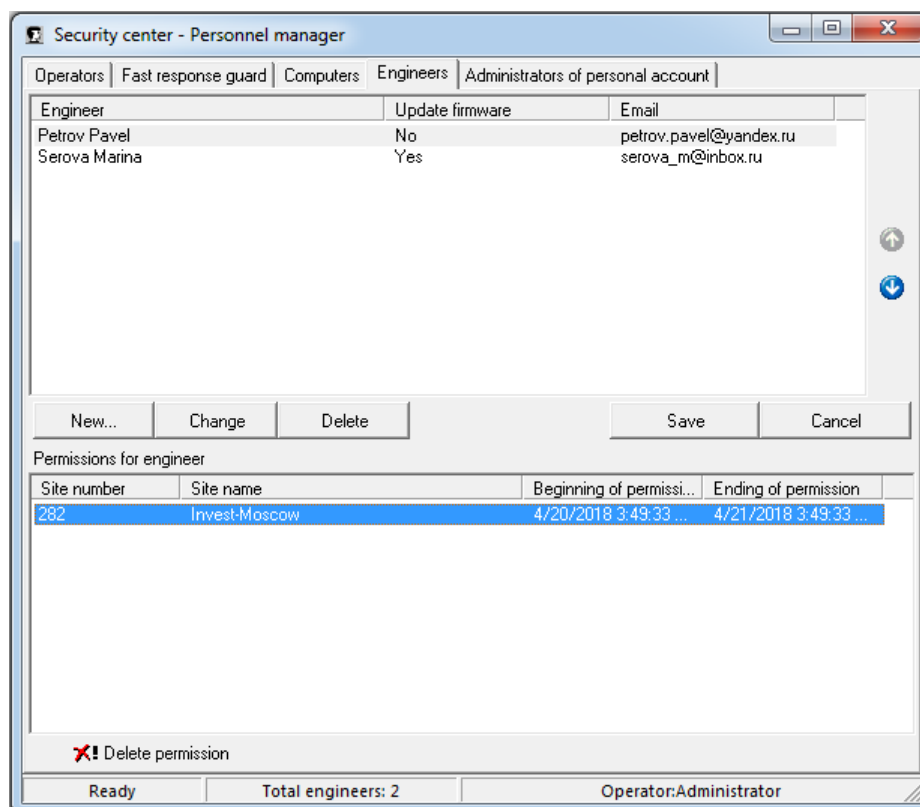 Security center - Personnel manager
Operators Fast response guard Computers Engineers Administrators of personal account
Engineer Update firmware Email
Petrov Pavel No petrov.pavel@yandex.ru
Serova Marina Yes serova_m@inbox.ru
New... Change Delete Save Cancel
Permissions for engineer
Site number Site name Beginning of permissi... Ending of permission
282 Invest-Moscow 4/20/2018 3:49:33 ... 4/21/2018 3:49:33 ...
! Delete permission
Ready Total engineers: 2 Operator:Administrator